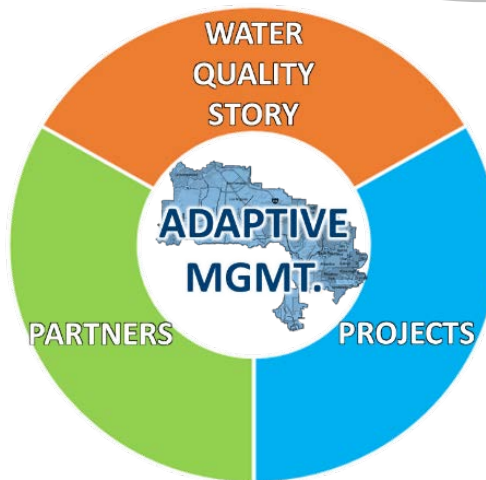 WATER
QUALITY
STORY
ADAPTIVE
MGMT.
PARTNERS
PROJECTS